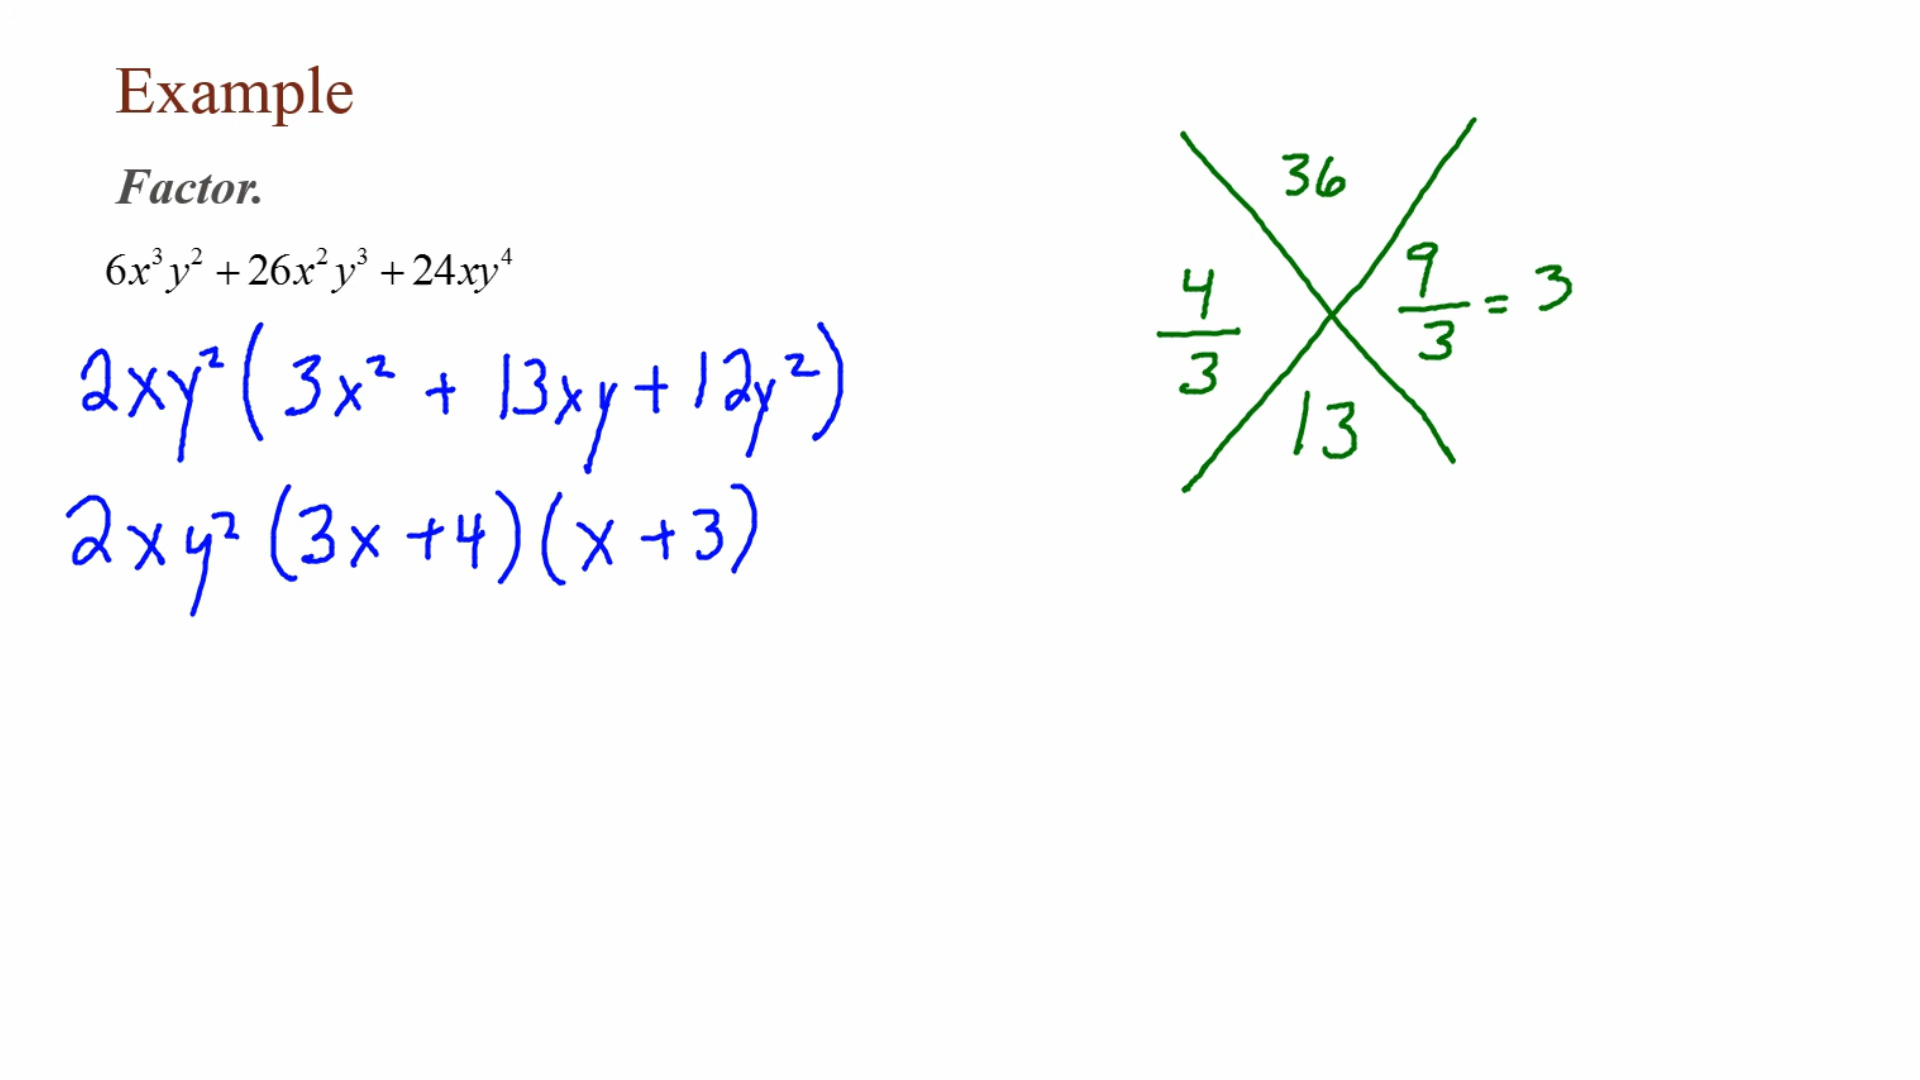 Example
Factor.
6x³y² + 26x²y³ + 24xy⁴
2xy² ( 3x² + 13xy + 12y² )
2xy² (3x + 4)(x + 3)
36
4/3
9/3 = 3
13